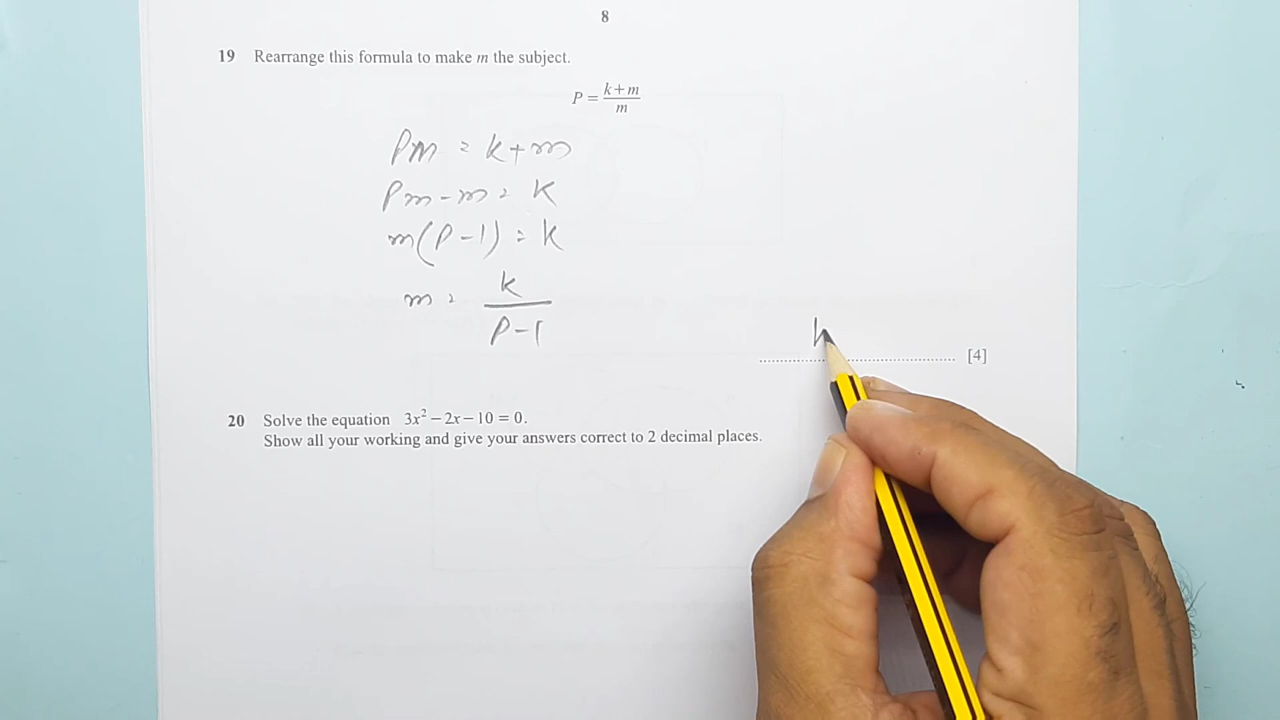 8
19 Rearrange this formula to make m the subject.
P = k+m / m
Pm = k+m
Pm-m = k
m(P-1) = k
m = k / P-1
[4]
20 Solve the equation 3x² – 2x – 10 = 0.
Show all your working and give your answers correct to 2 decimal places.